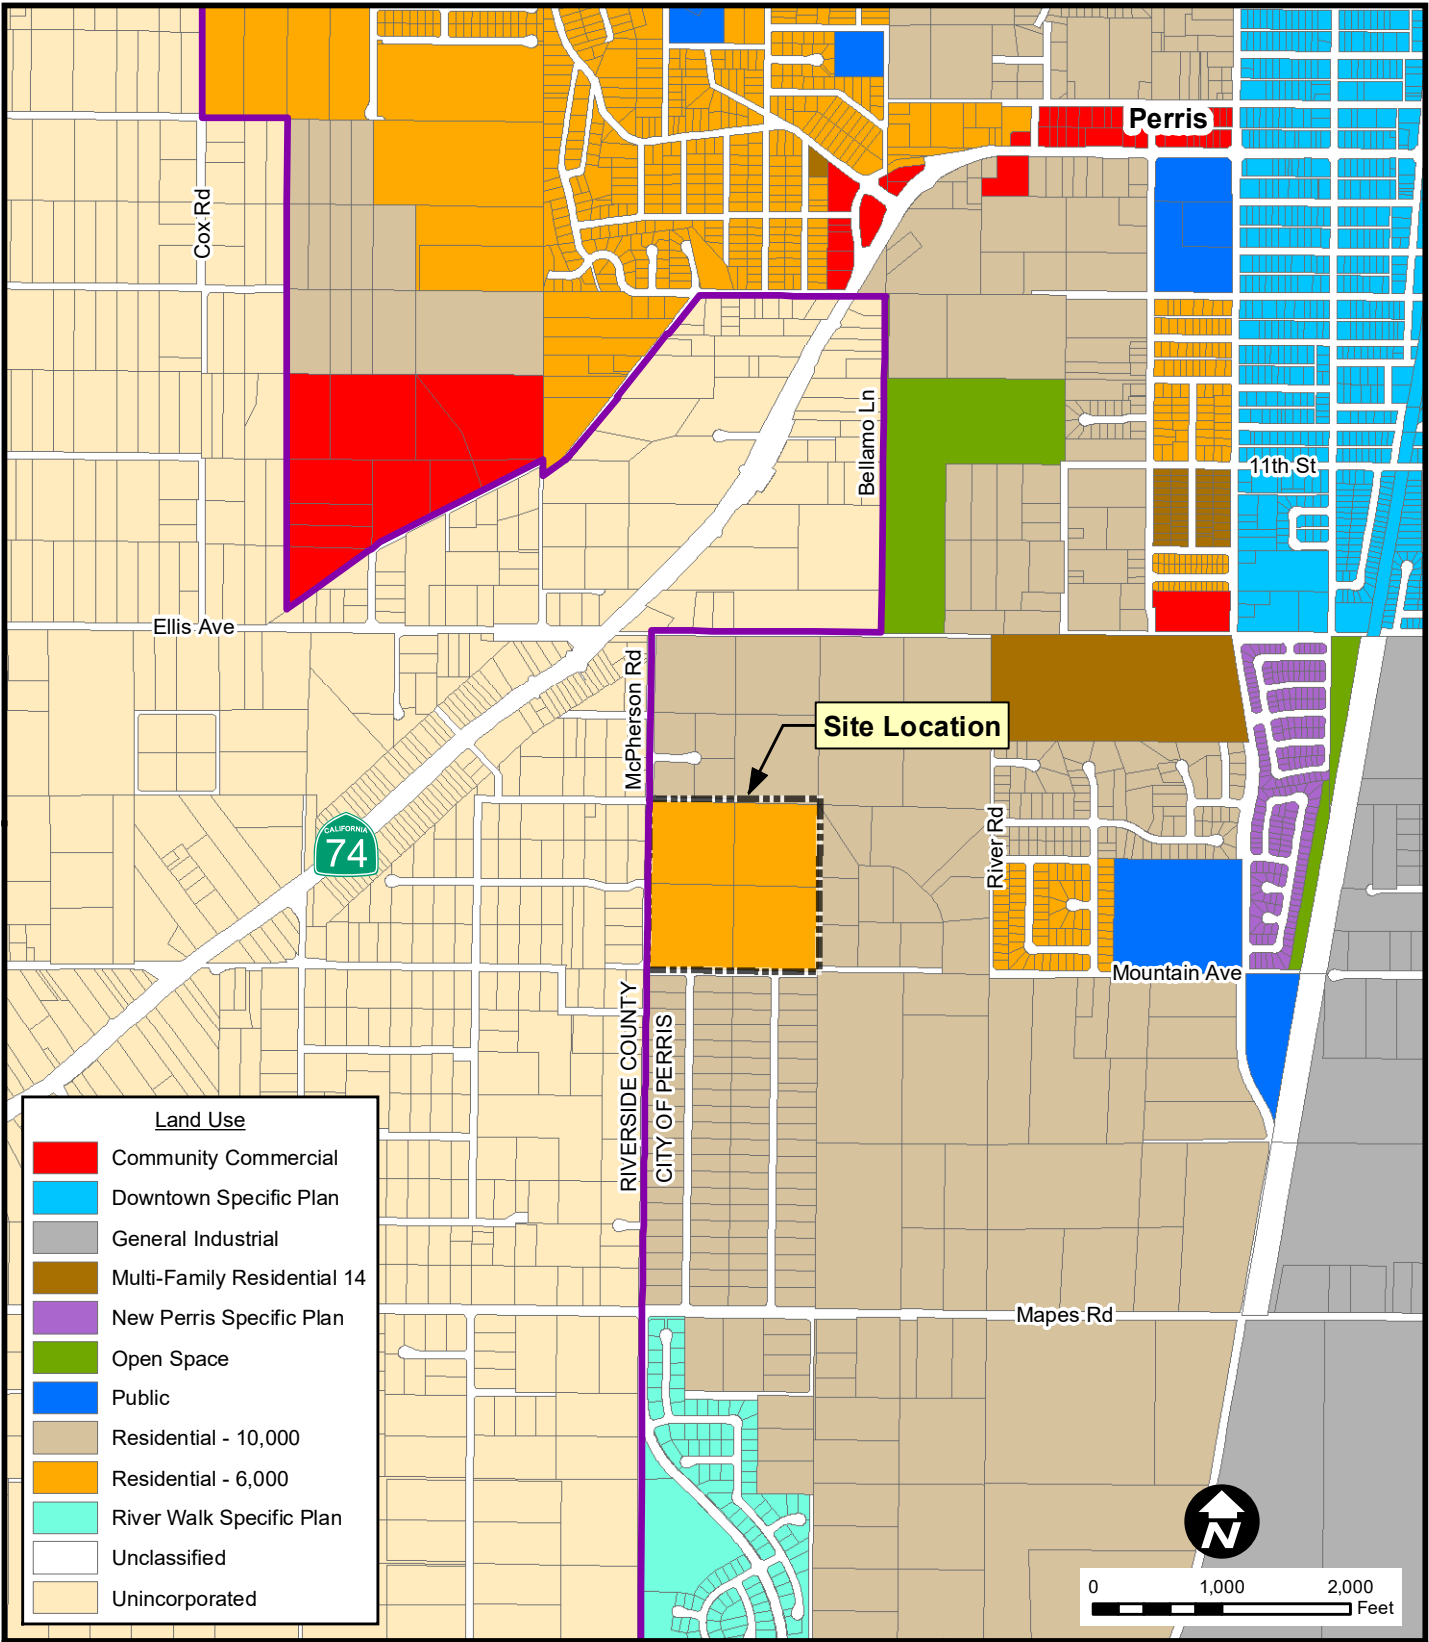 Perris
Cox Rd
Bellamo Ln
11th St
Ellis Ave
McPherson Rd
Site Location
CALIFORNIA
74
River Rd
Mountain Ave
RIVERSIDE COUNTY
CITY OF PERRIS
Mapes Rd
Land Use
Community Commercial
Downtown Specific Plan
General Industrial
Multi-Family Residential 14
New Perris Specific Plan
Open Space
Public
Residential - 10,000
Residential - 6,000
River Walk Specific Plan
Unclassified
Unincorporated
N
0 1,000 2,000
Feet